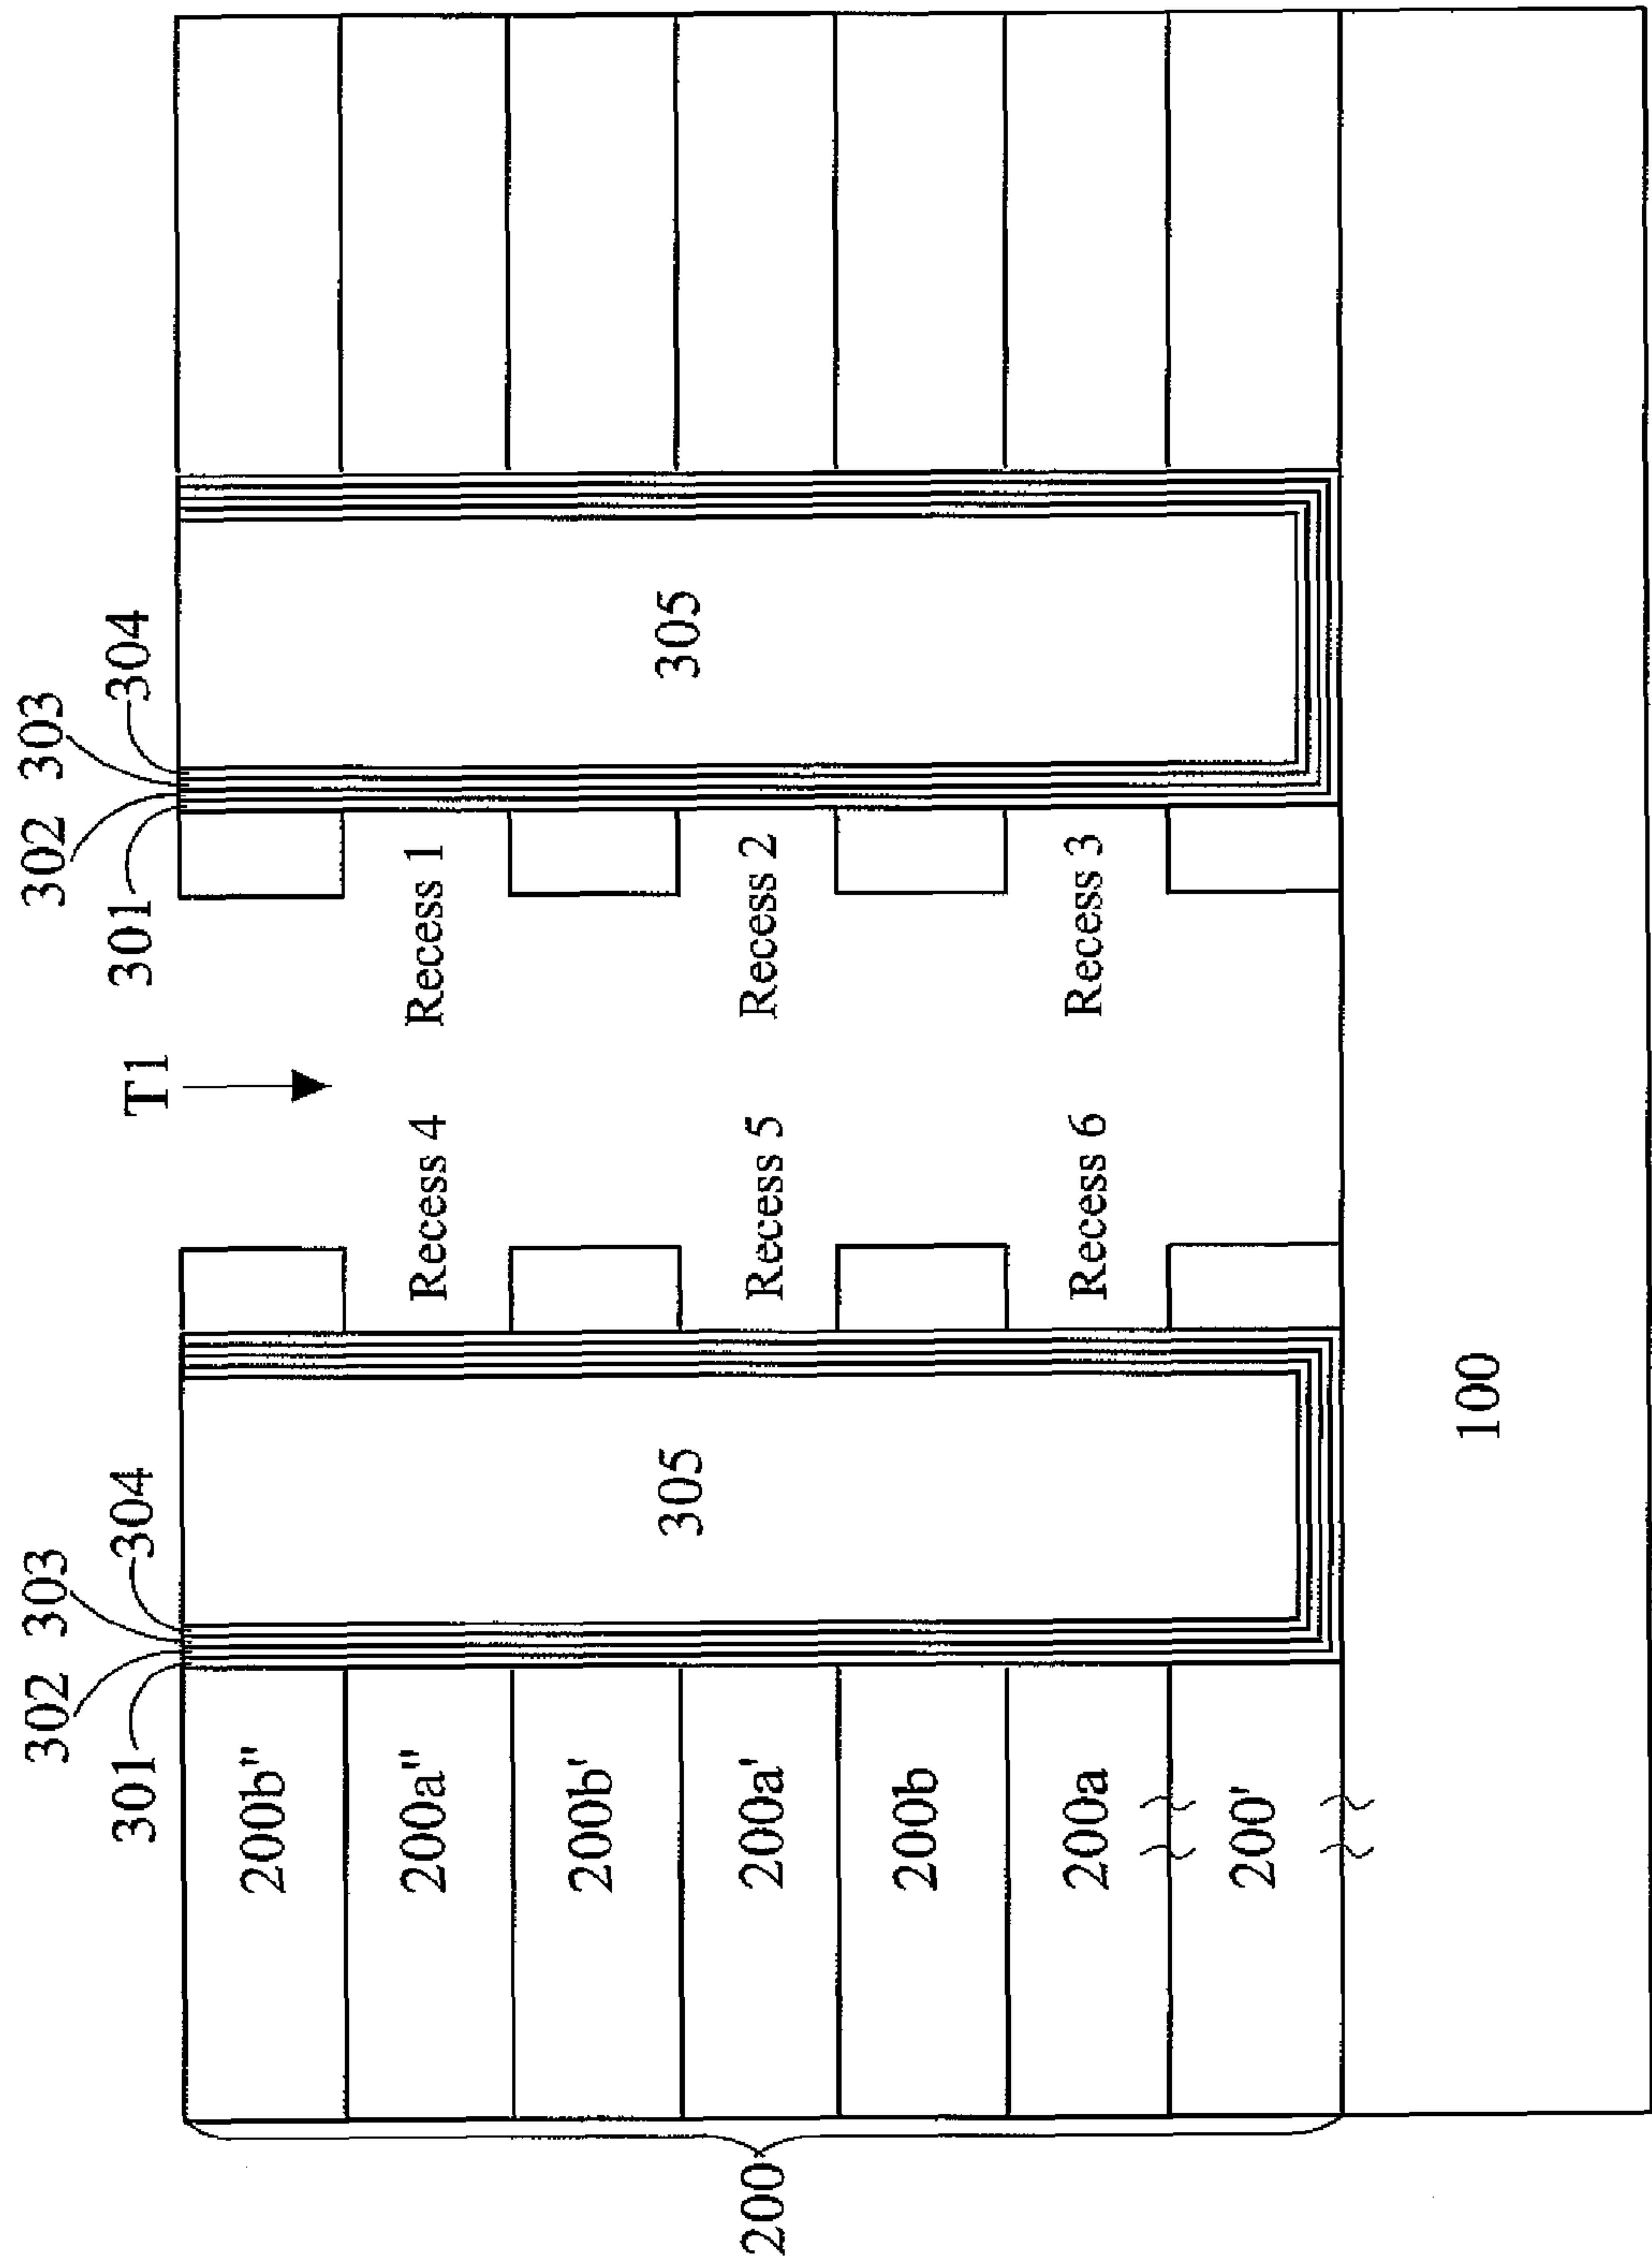 302 303 302 303
301 304 T1 301 304
200b"
200a" Recess 4 Recess 1
200b'
305 305
200 200a' Recess 5 Recess 2
200b
200a Recess 6 Recess 3
200'
100